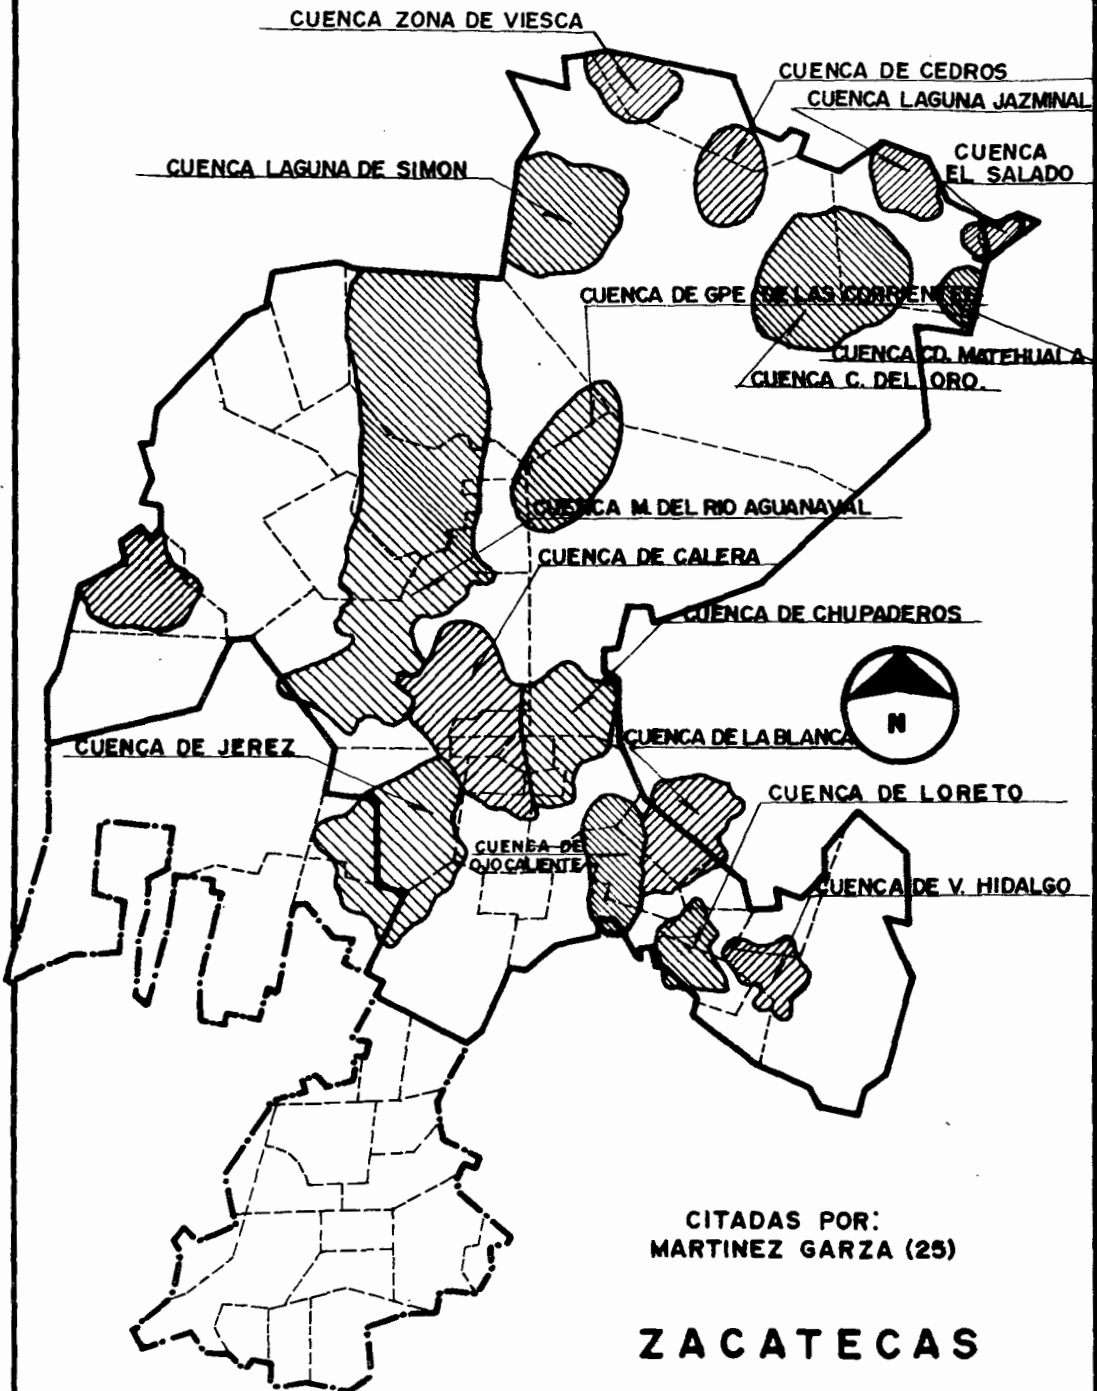 CUENCA ZONA DE VIESCA
CUENCA DE CEDROS
CUENCA LAGUNA JAZMINAL
CUENCA
EL SALADO
CUENCA LAGUNA DE SIMON
CUENCA DE GPE. DE LAS CORRIENTES
CUENCA CD. MATEHUALA
CUENCA C. DEL ORO.
CUENCA M. DEL RIO AGUANAVAL
CUENCA DE CALERA
CUENCA DE CHUPADEROS
N
CUENCA DE JEREZ
CUENCA DE LA BLANCA
CUENCA DE LORETO
CUENCA DE
OJO CALIENTE
CUENCA DE V. HIDALGO
CITADAS POR:
MARTINEZ GARZA (25)
ZACATECAS